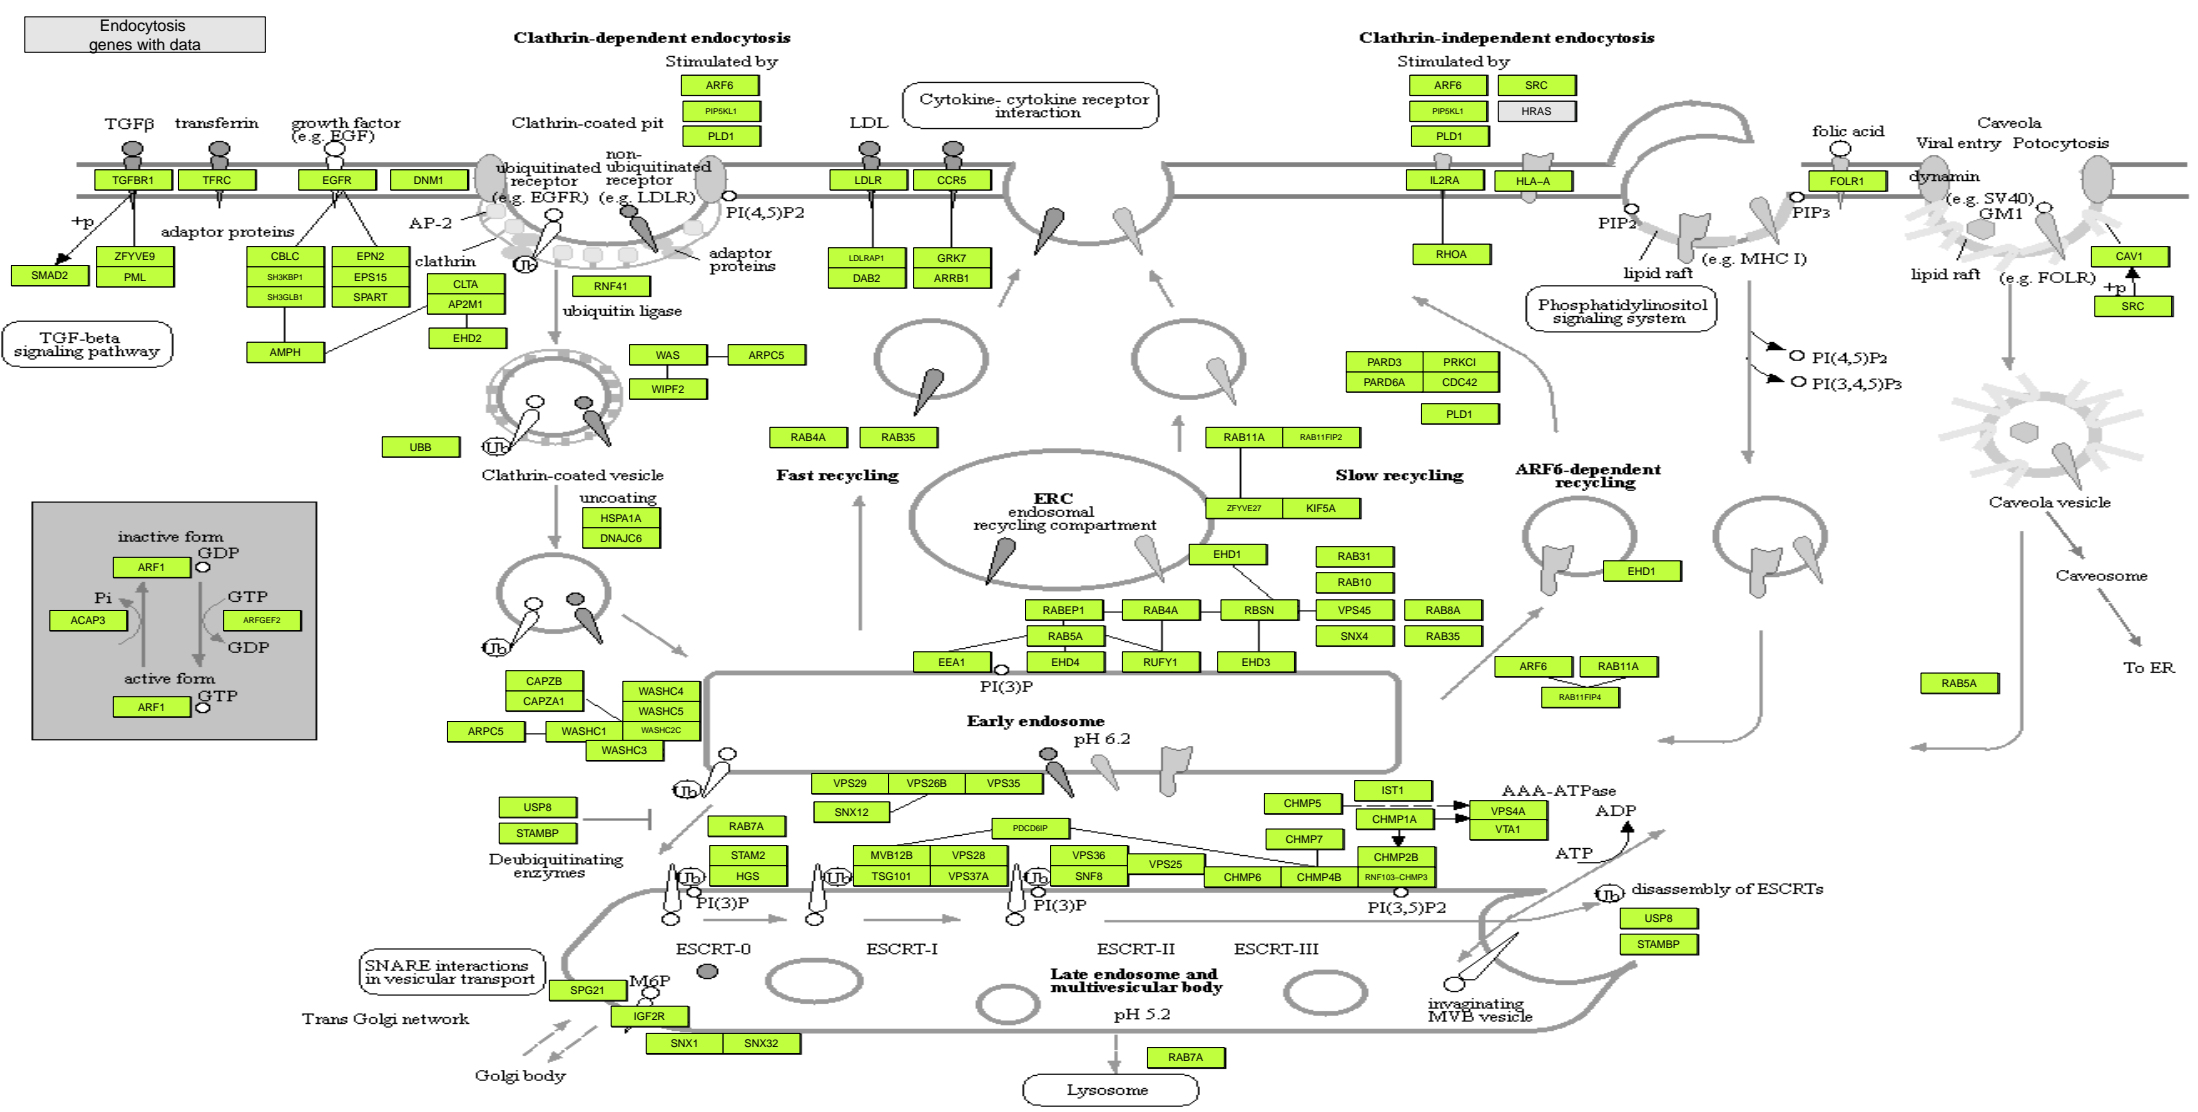 Endocytosis
genes with data
Clathrin-dependent endocytosis
Stimulated by
ARF6
PIP5KL1
PLD1
Cytokine- cytokine receptor
interaction
Clathrin-independent endocytosis
Stimulated by
ARF6
SRC
PIP5KL1
HRAS
PLD1
TGFβ
transferrin
growth factor
(e.g. EGF)
Clathrin-coated pit
LDL
folic acid
Caveola
Viral entry
Potocytosis
TGFBR1
TFRC
EGFR
DNM1
ubiquitinated
receptor
(e.g. EGFR)
non-
ubiquitinated
receptor
(e.g. LDLR)
LDLR
CCR5
IL2RA
HLA−A
FOLR1
dynamin
(e.g. SV40)
GM1
+p
adaptor proteins
AP-2
PI(4,5)P2
PIP2
PIP3
SMAD2
ZFYVE9
PML
CBLC
SH3KBP1
SH3GLB1
EPN2
EPS15
SPART
clathrin
CLTA
AP2M1
EHD2
AMPH
Ub
RNF41
ubiquitin ligase
adaptor
proteins
LDLRAP1
DAB2
GRK7
ARRB1
RHOA
lipid raft
(e.g. MHC I)
lipid raft
(e.g. FOLR)
CAV1
+p
SRC
TGF-beta
signaling pathway
Phosphatidylinositol
signaling system
WAS
ARPC5
WIPF2
PARD3
PRKCI
PARD6A
CDC42
PLD1
PI(4,5)P2
PI(3,4,5)P3
UBB
Ub
Clathrin-coated vesicle
RAB4A
RAB35
Fast recycling
RAB11A
RAB11FIP2
Slow recycling
ARF6-dependent
recycling
Caveola vesicle
uncoating
HSPA1A
DNAJC6
ERC
endosomal
recycling compartment
ZFYVE27
KIF5A
EHD1
RAB31
RAB10
EHD1
Caveosome
To ER
inactive form
ARF1
GDP
Pi
GTP
ACAP3
ARFGEF2
GDP
active form
ARF1
GTP
Ub
RABEP1
RAB4A
RBSN
VPS45
RAB8A
RAB5A
SNX4
RAB35
EEA1
EHD4
RUFY1
EHD3
PI(3)P
ARF6
RAB11A
RAB11FIP4
RAB5A
CAPZB
CAPZA1
WASHC4
WASHC5
ARPC5
WASHC1
WASHC2C
WASHC3
Early endosome
pH 6.2
Ub
VPS29
VPS26B
VPS35
SNX12
USP8
STAMBP
Deubiquitinating
enzymes
RAB7A
STAM2
HGS
PDCD6IP
MVB12B
VPS28
TSG101
VPS37A
VPS36
SNF8
VPS25
CHMP5
IST1
CHMP1A
AAA-ATPase
VPS4A
VTA1
ADP
ATP
CHMP7
CHMP2B
CHMP6
CHMP4B
RNF103−CHMP3
Ub
Ub
Ub
PI(3)P
PI(3)P
PI(3,5)P2
Ub
disassembly of ESCRTs
USP8
STAMBP
ESCRT-0
ESCRT-I
ESCRT-II
ESCRT-III
SNARE interactions
in vesicular transport
Late endosome and
multivesicular body
pH 5.2
invaginating
MVB vesicle
SPG21
M6P
IGF2R
Trans Golgi network
SNX1
SNX32
Golgi body
RAB7A
Lysosome